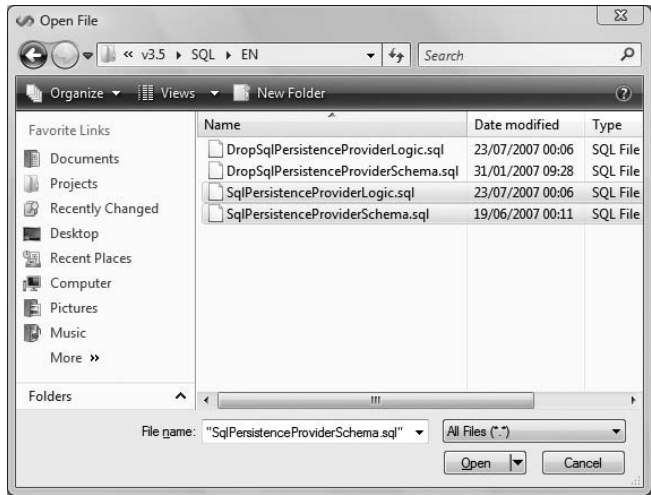 Open File
« v3.5 ▸ SQL ▸ EN
Search
Organize Views New Folder
Favorite Links
Documents
Projects
Recently Changed
Desktop
Recent Places
Computer
Pictures
Music
More »
Folders
Name Date modified Type
DropSqlPersistenceProviderLogic.sql 23/07/2007 00:06 SQL File
DropSqlPersistenceProviderSchema.sql 31/01/2007 09:28 SQL File
SqlPersistenceProviderLogic.sql 23/07/2007 00:06 SQL File
SqlPersistenceProviderSchema.sql 19/06/2007 00:11 SQL File
File name: "SqlPersistenceProviderSchema.sql" All Files (*.*)
Open Cancel